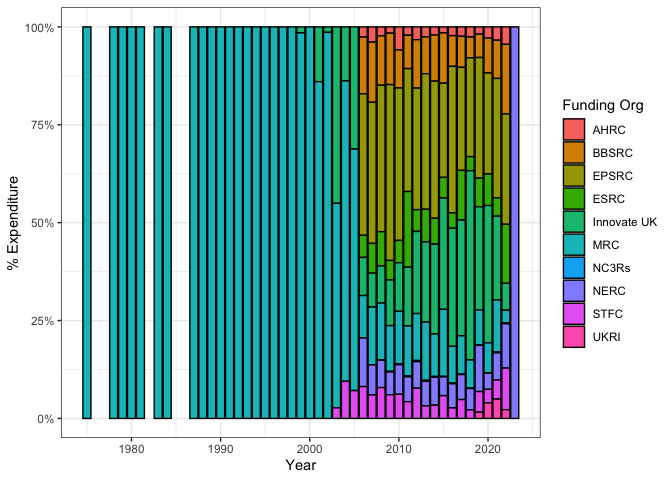 100%
75%
50%
25%
0%
% Expenditure
1980
1990
2000
2010
2020
Year
Funding Org
AHRC
BBSRC
EPSRC
ESRC
Innovate UK
MRC
NC3Rs
NERC
STFC
UKRI